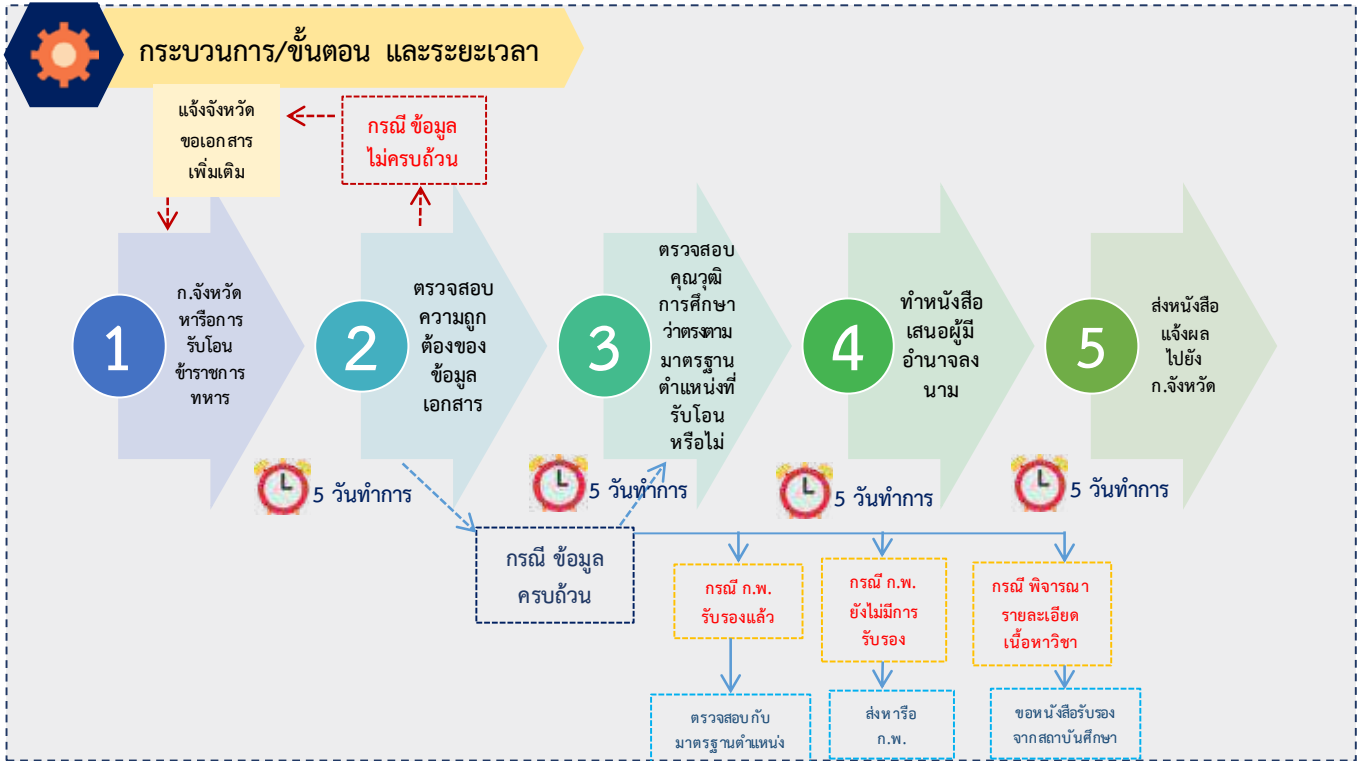 กระบวนการ/ขั้นตอน และระยะเวลา
แจ้งจังหวัด
ขอเอกสาร
เพิ่มเติม
กรณี ข้อมูล
ไม่ครบถ้วน
1
ก.จังหวัด
หารือการ
รับโอน
ข้าราชการ
ทหาร
2
ตรวจสอบ
ความถูก
ต้องของ
ข้อมูล
เอกสาร
3
ตรวจสอบ
คุณวุฒิ
การศึกษา
ว่าตรงตาม
มาตรฐาน
ตำแหน่งที่
รับโอน
หรือไม่
4
ทำหนังสือ
เสนอผู้มี
อำนาจลง
นาม
5
ส่งหนังสือ
แจ้งผล
ไปยัง
ก.จังหวัด
5 วันทำการ
5 วันทำการ
5 วันทำการ
5 วันทำการ
กรณี ข้อมูล
ครบถ้วน
กรณี ก.พ.
รับรองแล้ว
กรณี ก.พ.
ยังไม่มีการ
รับรอง
กรณี พิจารณา
รายละเอียด
เนื้อหาวิชา
ตรวจสอบกับ
มาตรฐานตำแหน่ง
ส่งหารือ
ก.พ.
ขอหนังสือรับรอง
จากสถาบันศึกษา